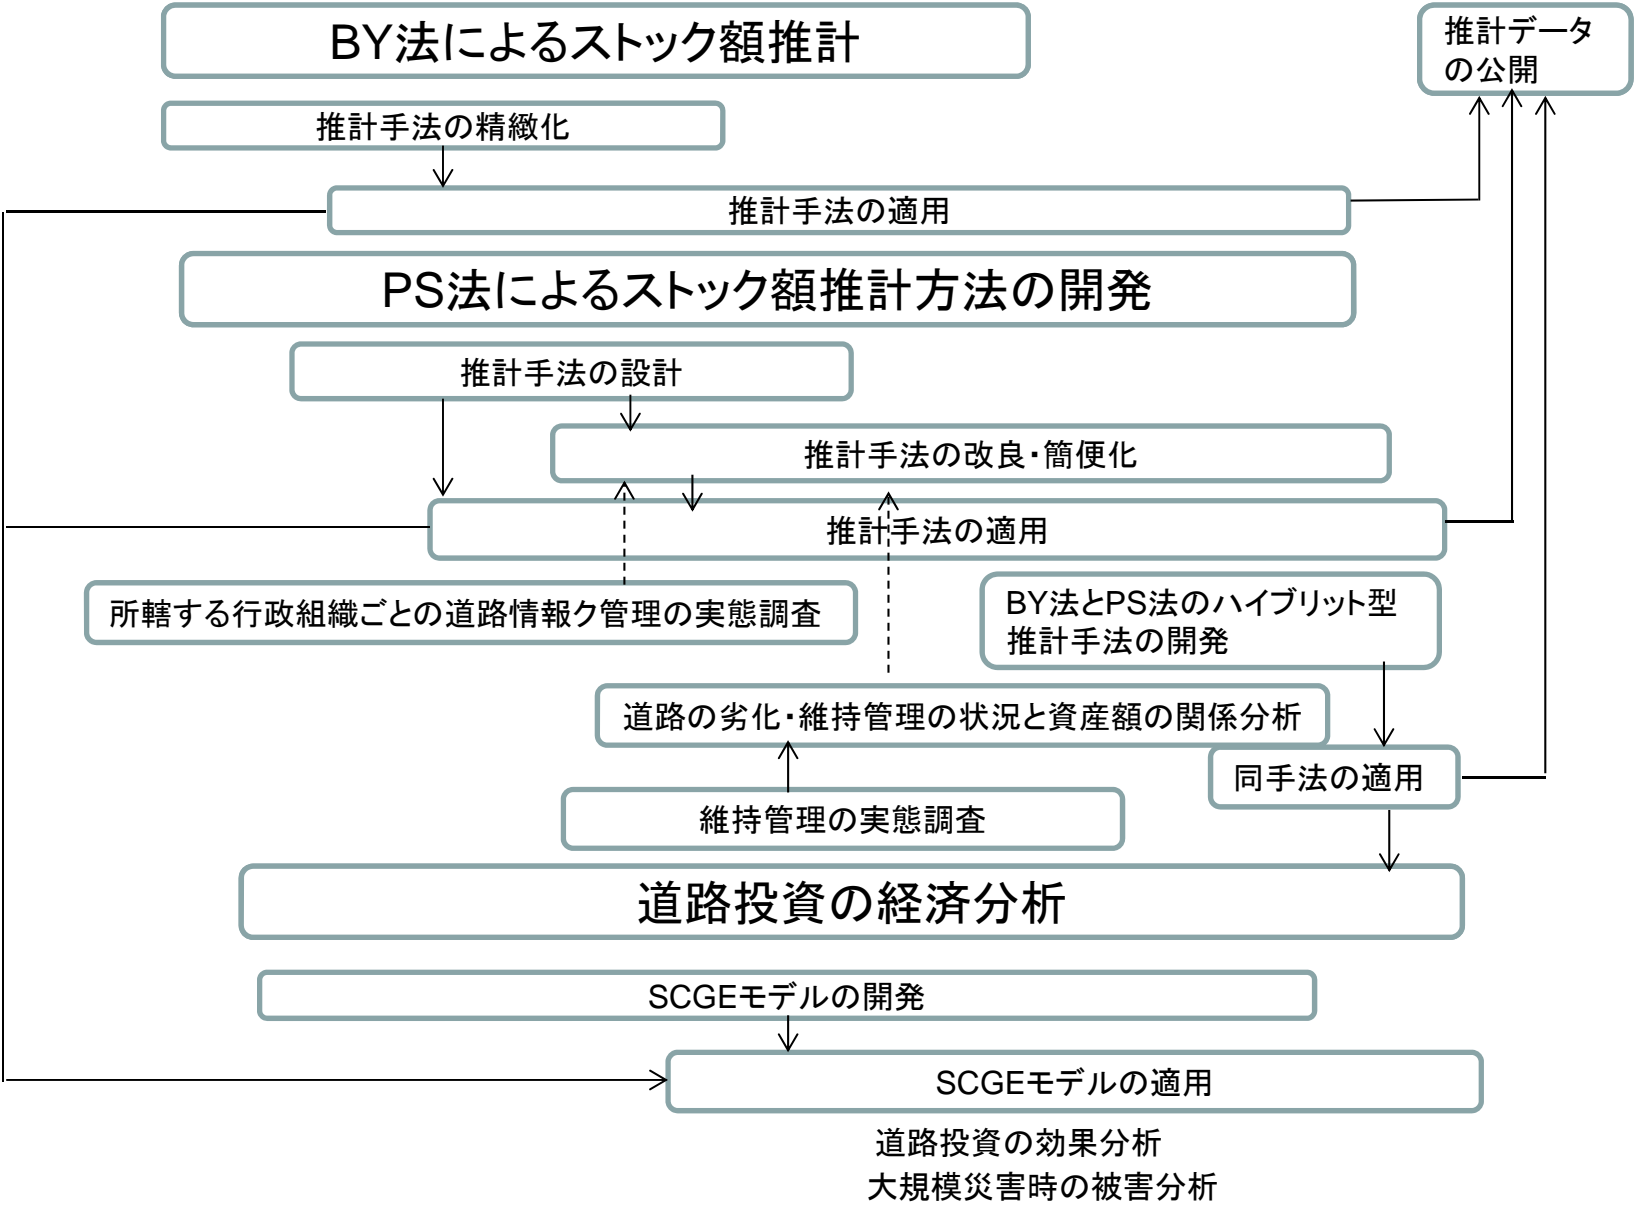 BY法によるストック額推計
推計データ
の公開
推計手法の精緻化
推計手法の適用
PS法によるストック額推計方法の開発
推計手法の設計
推計手法の改良・簡便化
推計手法の適用
所轄する行政組織ごとの道路情報ク管理の実態調査
BY法とPS法のハイブリット型
推計手法の開発
道路の劣化・維持管理の状況と資産額の関係分析
同手法の適用
維持管理の実態調査
道路投資の経済分析
SCGEモデルの開発
SCGEモデルの適用
道路投資の効果分析
大規模災害時の被害分析